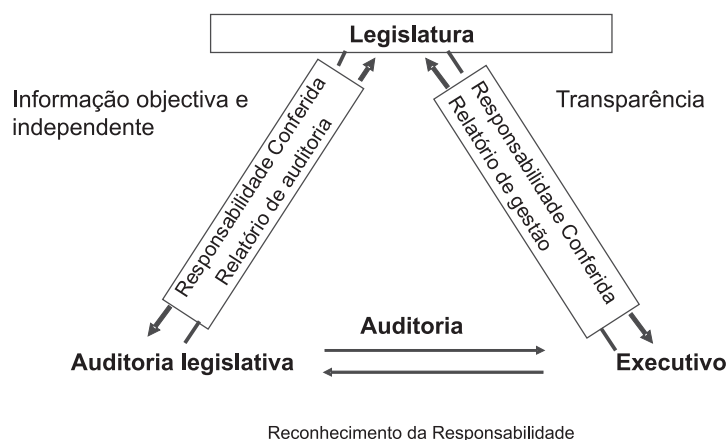 Legislatura
Informação objectiva e
independente
Responsabilidade Conferida
Relatório de auditoria
Responsabilidade Conferida
Relatório de gestão
Transparência
Auditoria
Auditoria legislativa
Executivo
Reconhecimento da Responsabilidade